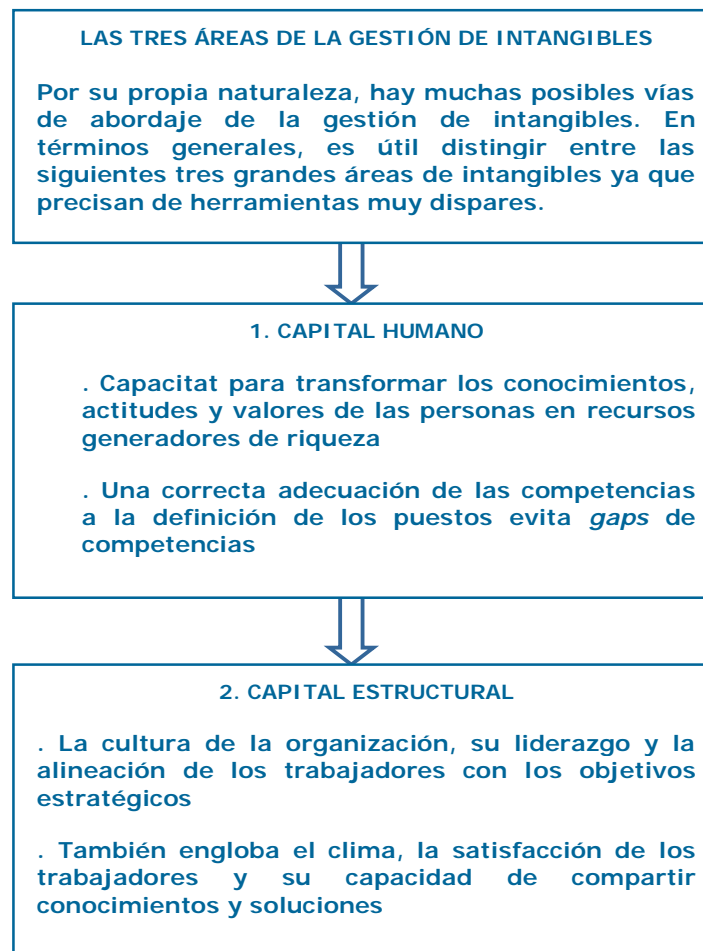 LAS TRES ÁREAS DE LA GESTIÓN DE INTANGIBLES
Por su propia naturaleza, hay muchas posibles vías
de abordaje de la gestión de intangibles. En
términos generales, es útil distingir entre las
siguientes tres grandes áreas de intangibles ya que
precisan de herramientas muy dispares.
1. CAPITAL HUMANO
. Capacitat para transformar los conocimientos,
actitudes y valores de las personas en recursos
generadores de riqueza
. Una correcta adecuación de las competencias
a la definición de los puestos evita gaps de
competencias
2. CAPITAL ESTRUCTURAL
. La cultura de la organización, su liderazgo y la
alineación de los trabajadores con los objetivos
estratégicos
. También engloba el clima, la satisfacción de los
trabajadores y su capacidad de compartir
conocimientos y soluciones